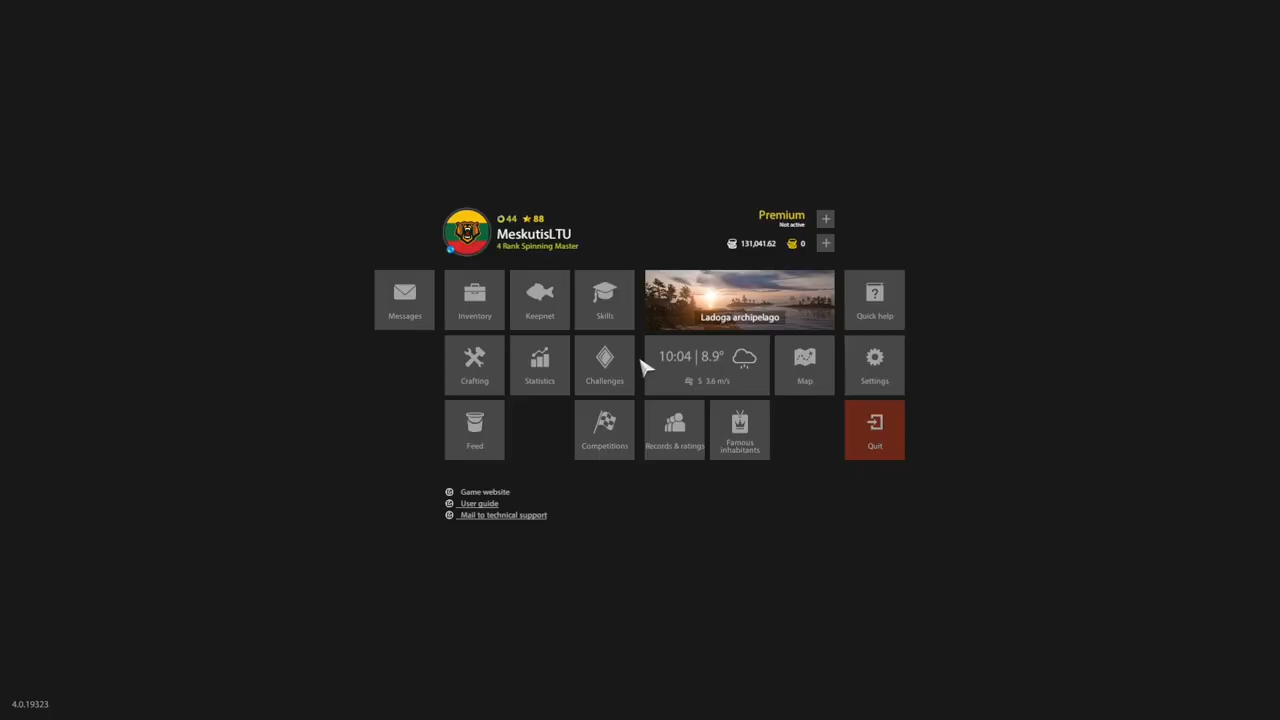 44 88
MeskutisLTU
4 Rank Spinning Master
Premium
Not active
131,041.62 0
Messages
Inventory
Keepnet
Skills
Ladoga archipelago
Quick help
Crafting
Statistics
Challenges
10:04 | 8.9°
S 3.6 m/s
Map
Settings
Feed
Competitions
Records & ratings
Famous
inhabitants
Quit
Game website
User guide
Mail to technical support
4.0.19323